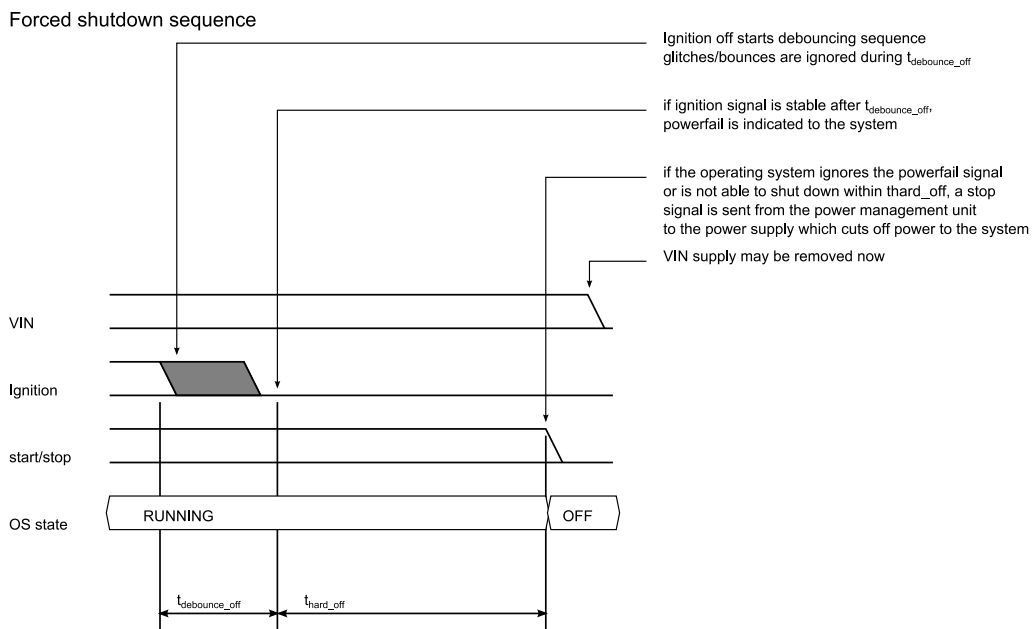 Forced shutdown sequence
Ignition off starts debouncing sequence
glitches/bounces are ignored during tdebounce_off
if ignition signal is stable after tdebounce_off,
powerfail is indicated to the system
if the operating system ignores the powerfail signal
or is not able to shut down within thard_off, a stop
signal is sent from the power management unit
to the power supply which cuts off power to the system
VIN supply may be removed now
VIN
Ignition
start/stop
OS state
RUNNING
OFF
tdebounce_off
thard_off